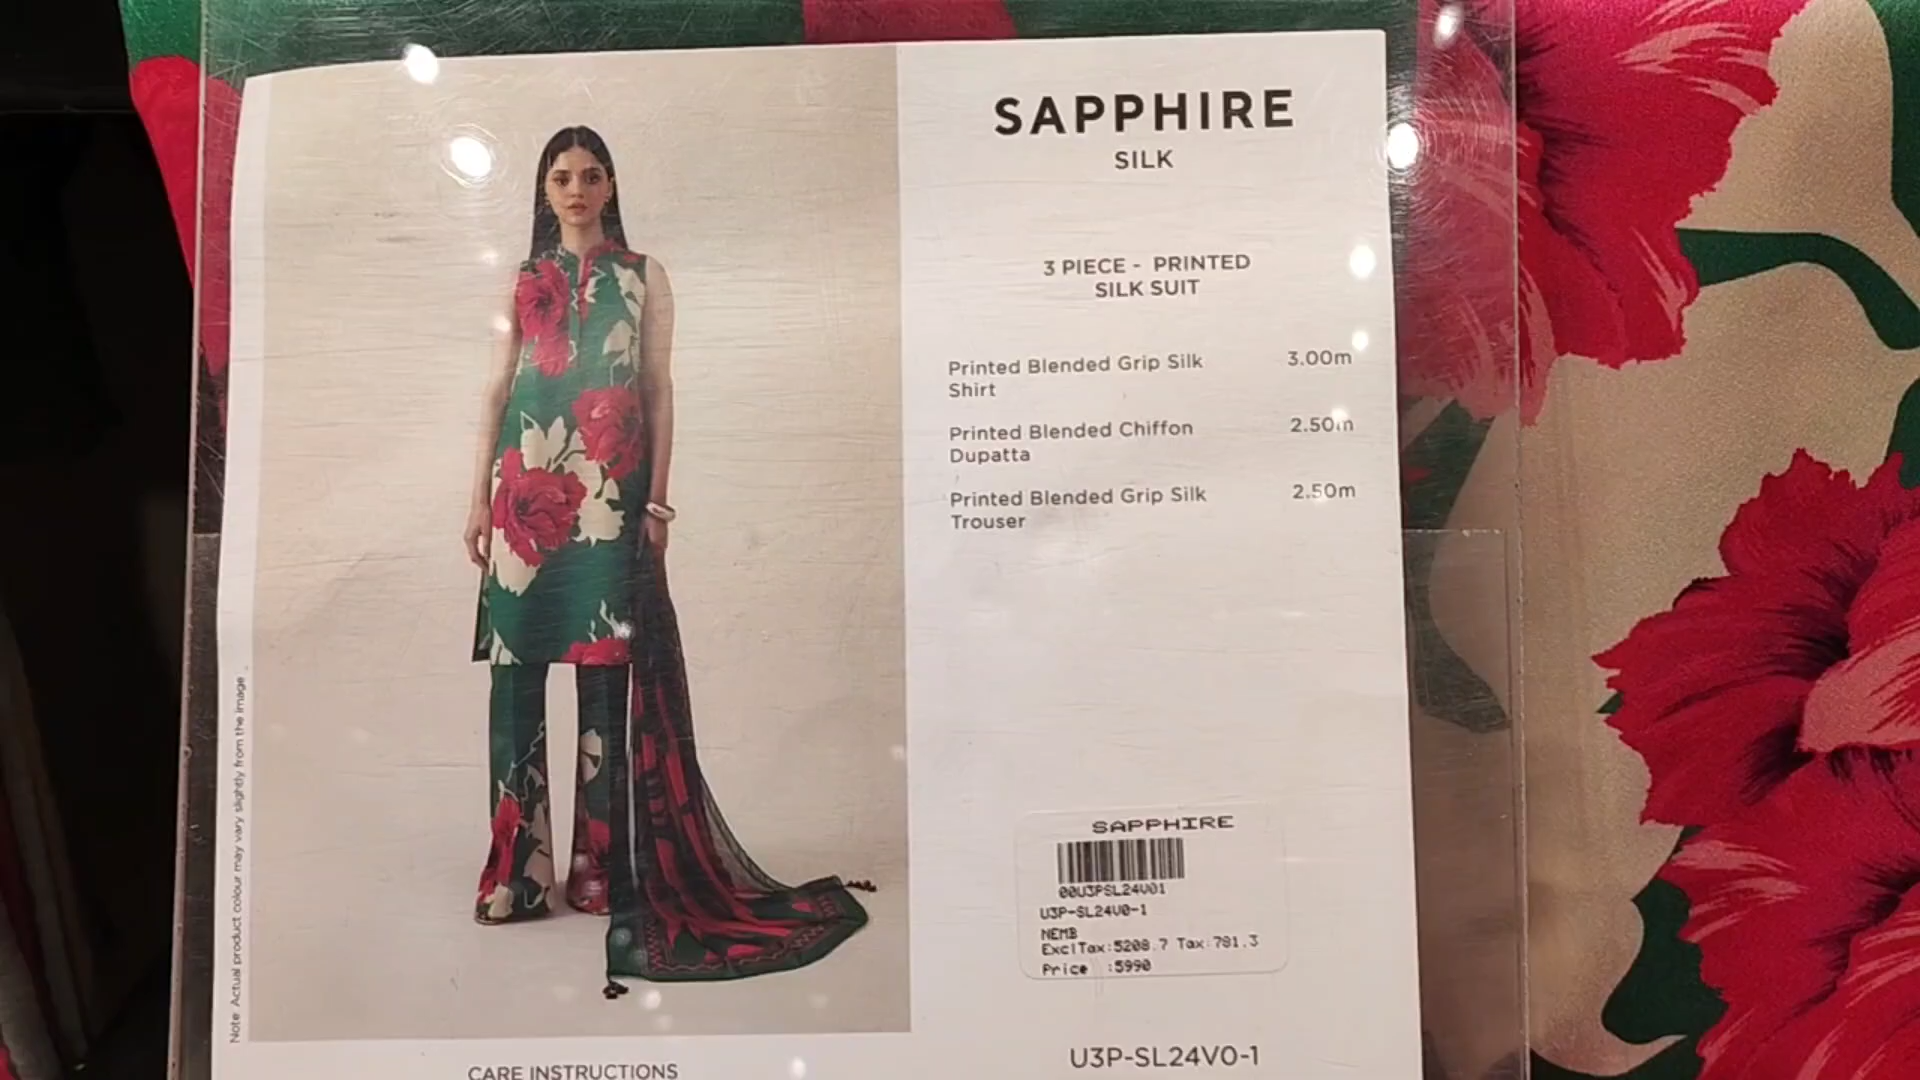 SAPPHIRE
SILK
3 PIECE - PRINTED
SILK SUIT
Printed Blended Grip Silk 3.00m
Shirt
Printed Blended Chiffon 2.50m
Dupatta
Printed Blended Grip Silk 2.50m
Trouser
SAPPHIRE
00U3PSL24V01
U3P-SL24V0-1
NEMB
ExclTax:5208.7 Tax:781.3
Price :5990
U3P-SL24V0-1
Note Actual product colour may vary slightly from the image
CARE INSTRUCTIONS